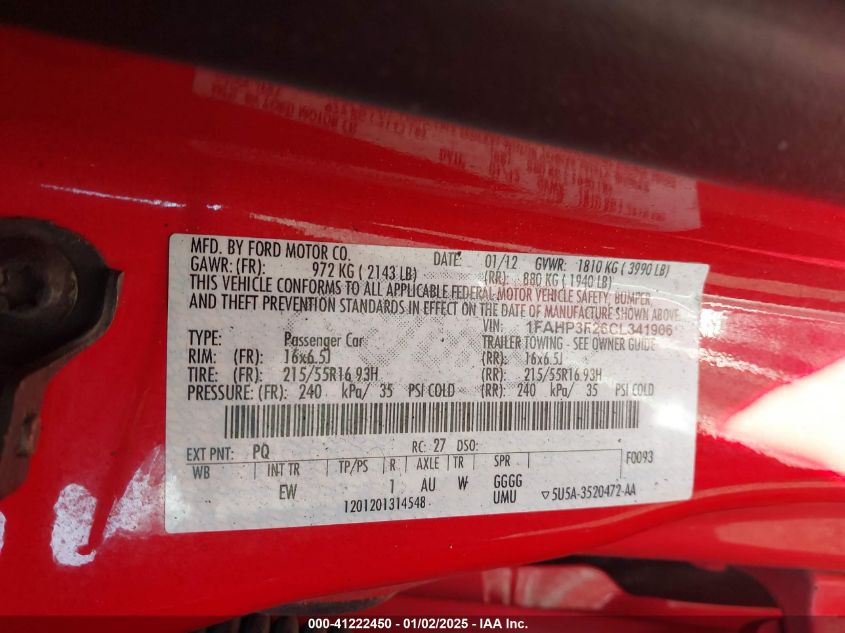 MFD. BY FORD MOTOR CO. DATE: 01/12 GVWR: 1810 KG ( 3990 LB)
GAWR: (FR): 972 KG ( 2143 LB) (RR): 880 KG ( 1940 LB)
THIS VEHICLE CONFORMS TO ALL APPLICABLE FEDERAL MOTOR VEHICLE SAFETY, BUMPER
AND THEFT PREVENTION STANDARDS IN EFFECT ON THE DATE OF MANUFACTURE SHOWN ABOVE.
VIN: 1FAHP3F26CL341906
TYPE: Passenger Car TRAILER TOWING - SEE OWNER GUIDE
RIM: (FR): 16x6.5J (RR): 16x6.5J
TIRE: (FR): 215/55R16 93H (RR): 215/55R16 93H
PRESSURE: (FR): 240 kPa/ 35 PSI COLD (RR): 240 kPa/ 35 PSI COLD
EXT PNT: PQ RC: 27 DSO: F0093
WB INT TR TP/PS R AXLE TR SPR
EW 1 AU W GGGG
UMU
1201201314548 ▽5U5A-3520472-AA
000-41222450 - 01/02/2025 - IAA Inc.